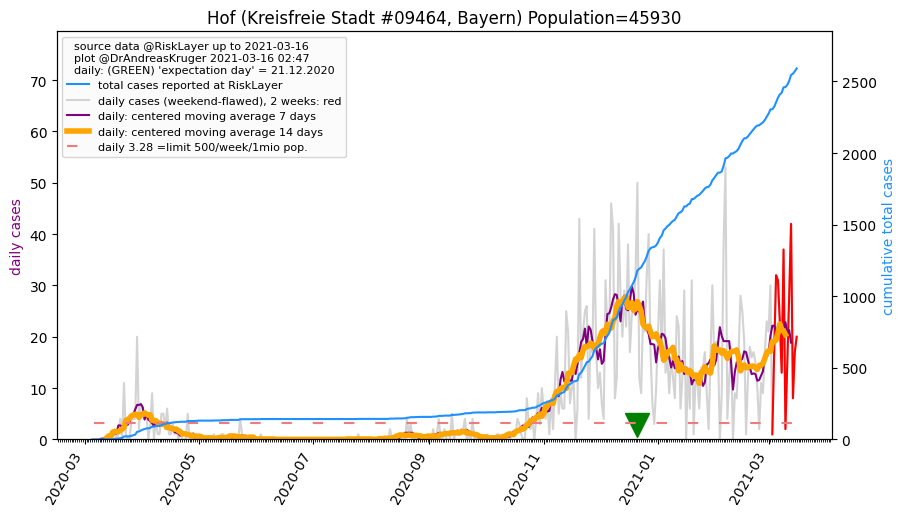 Hof (Kreisfreie Stadt #09464, Bayern) Population=45930
source data @RiskLayer up to 2021-03-16
plot @DrAndreasKruger 2021-03-16 02:47
daily: (GREEN) 'expectation day' = 21.12.2020
total cases reported at RiskLayer
daily cases (weekend-flawed), 2 weeks: red
daily: centered moving average 7 days
daily: centered moving average 14 days
daily 3.28 =limit 500/week/1mio pop.
daily cases
70
60
50
40
30
20
10
0
cumulative total cases
2500
2000
1500
1000
500
0
2020-03
2020-05
2020-07
2020-09
2020-11
2021-01
2021-03